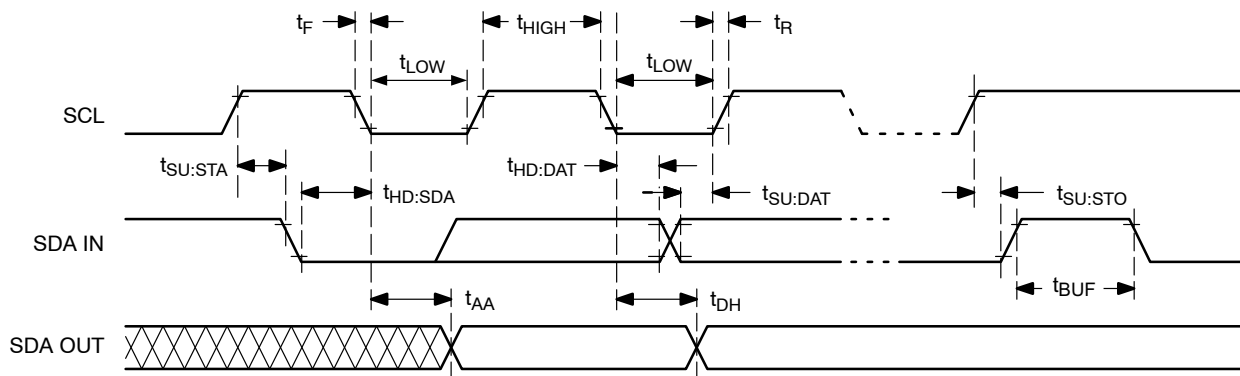 tF
tHIGH
tR
tLOW
tLOW
SCL
tSU:STA
tHD:SDA
tHD:DAT
tSU:DAT
tSU:STO
SDA IN
tBUF
tAA
tDH
SDA OUT